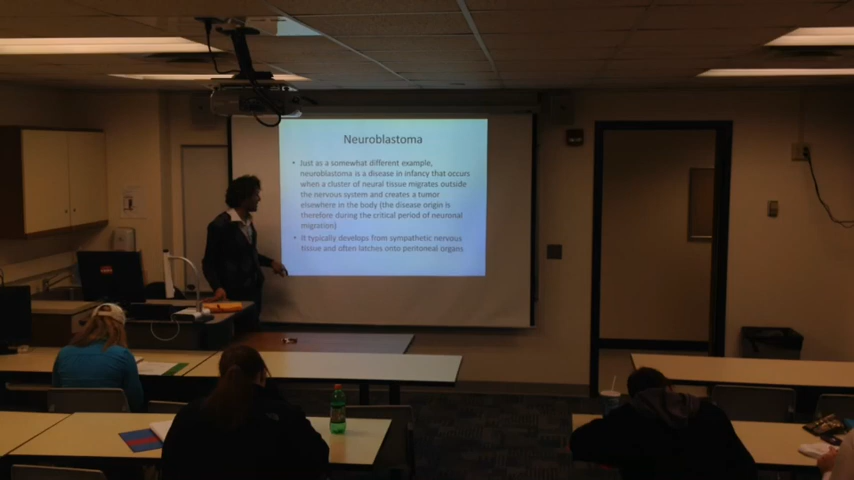 Neuroblastoma
• Just as a somewhat different example,
neuroblastoma is a disease in infancy that occurs
when a cluster of neural tissue migrates outside
the nervous system and creates a tumor
elsewhere in the body (the disease origin is
therefore during the critical period of neuronal
migration)
• It typically develops from sympathetic nervous
tissue and often latches onto peritoneal organs